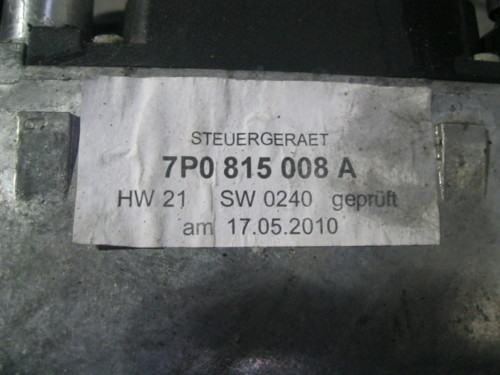 STEUERGERAET
7P0 815 008 A
HW 21 SW 0240 geprüft
am 17.05.2010